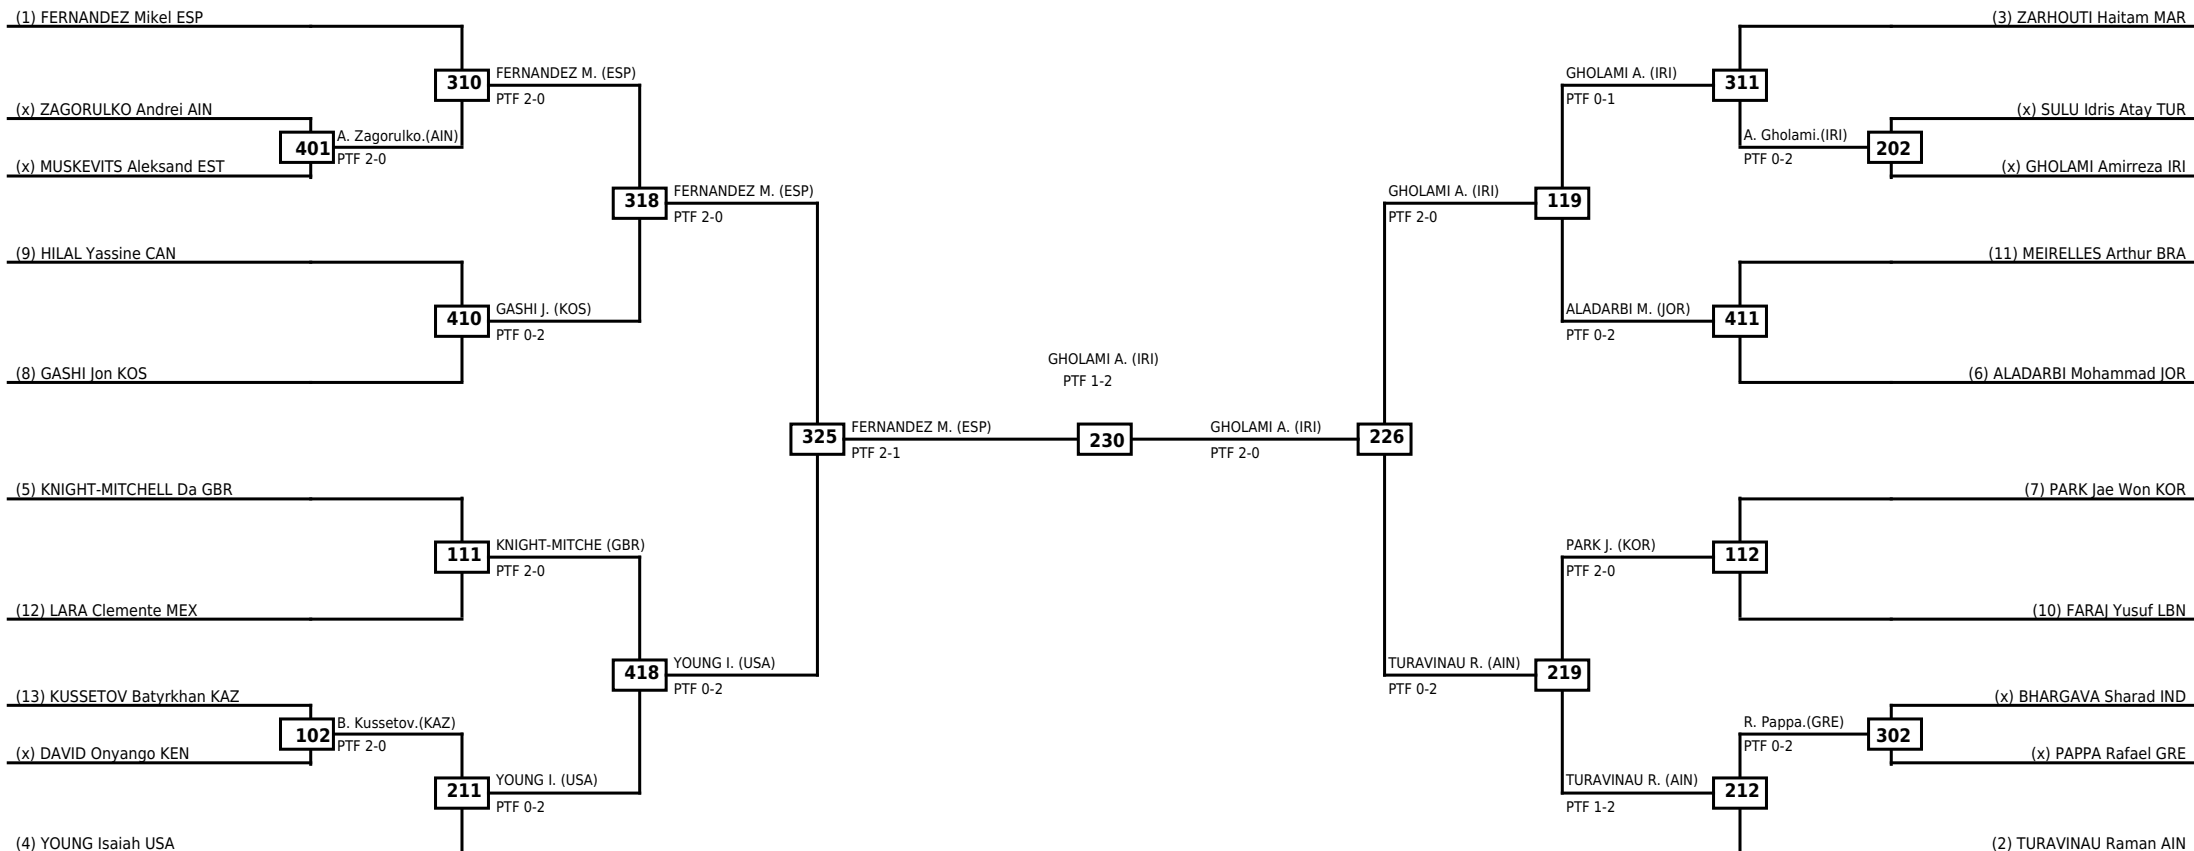 (1) FERNANDEZ Mikel ESP
(x) ZAGORULKO Andrei AIN
(x) MUSKEVITS Aleksand EST
(9) HILAL Yassine CAN
(8) GASHI Jon KOS
(5) KNIGHT-MITCHELL Da GBR
(12) LARA Clemente MEX
(13) KUSSETOV Batyrkhan KAZ
(x) DAVID Onyango KEN
(4) YOUNG Isaiah USA
401
A. Zagorulko.(AIN)
PTF 2-0
102
B. Kussetov.(KAZ)
PTF 2-0
310
FERNANDEZ M. (ESP)
PTF 2-0
410
GASHI J. (KOS)
PTF 0-2
111
KNIGHT-MITCHE (GBR)
PTF 2-0
211
YOUNG I. (USA)
PTF 0-2
318
FERNANDEZ M. (ESP)
PTF 2-0
418
YOUNG I. (USA)
PTF 0-2
325
FERNANDEZ M. (ESP)
PTF 2-1
GHOLAMI A. (IRI)
PTF 1-2
230
GHOLAMI A. (IRI)
PTF 2-0
226
GHOLAMI A. (IRI)
PTF 2-0
119
TURAVINAU R. (AIN)
PTF 0-2
219
GHOLAMI A. (IRI)
PTF 0-1
311
ALADARBI M. (JOR)
PTF 0-2
411
PARK J. (KOR)
PTF 2-0
112
TURAVINAU R. (AIN)
PTF 1-2
212
A. Gholami.(IRI)
PTF 0-2
202
R. Pappa.(GRE)
PTF 0-2
302
(3) ZARHOUTI Haitam MAR
(x) SULU Idris Atay TUR
(x) GHOLAMI Amirreza IRI
(11) MEIRELLES Arthur BRA
(6) ALADARBI Mohammad JOR
(7) PARK Jae Won KOR
(10) FARAJ Yusuf LBN
(x) BHARGAVA Sharad IND
(x) PAPPA Rafael GRE
(2) TURAVINAU Raman AIN